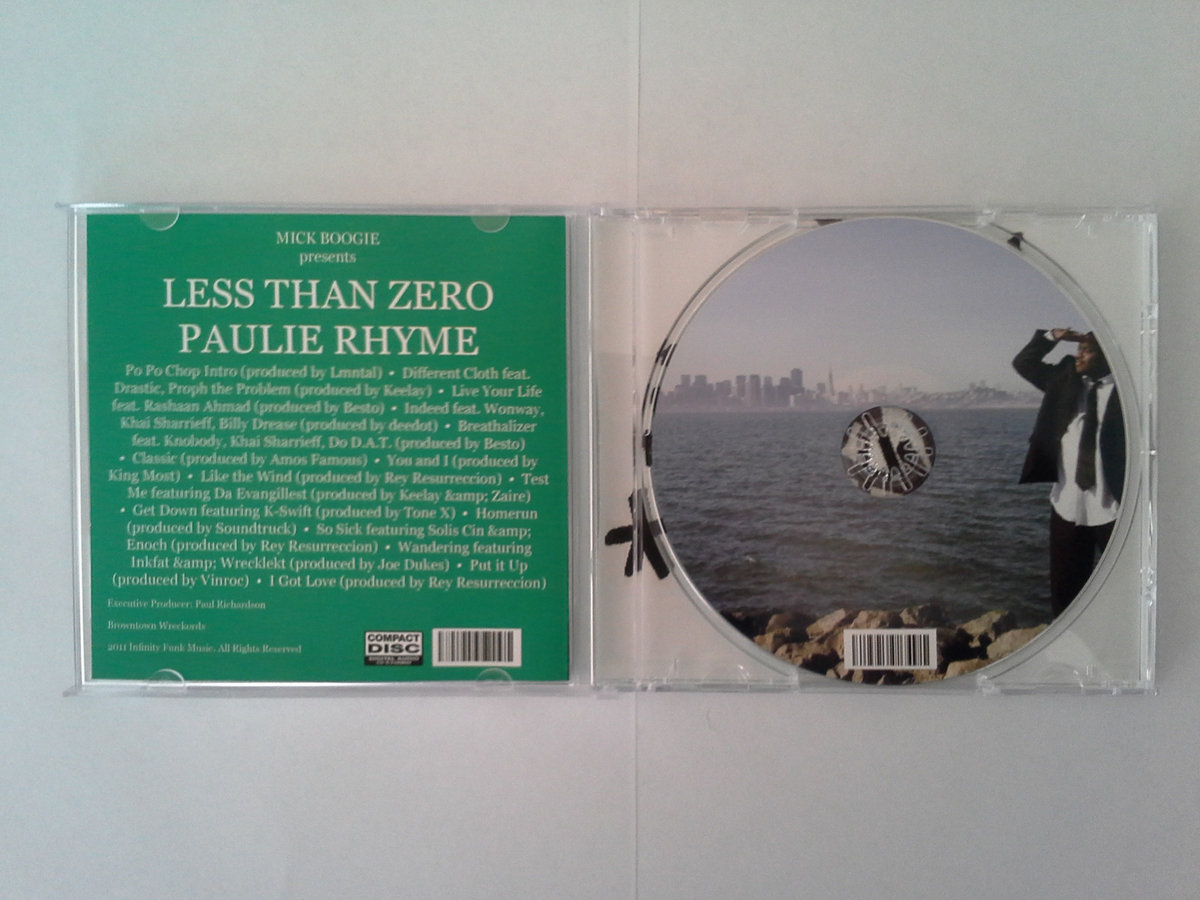 MICK BOOGIE
presents
LESS THAN ZERO
PAULIE RHYME
Po Po Chop Intro (produced by Lmntal) • Different Cloth feat.
Drastic, Proph the Problem (produced by Keelay) • Live Your Life
feat. Rashaan Ahmad (produced by Besto) • Indeed feat. Wonway,
Khai Sharrieff, Billy Drease (produced by deedot) • Breathalizer
feat. Knobody, Khai Sharrieff, Do D.A.T. (produced by Besto)
• Classic (produced by Amos Famous) • You and I (produced by
King Most) • Like the Wind (produced by Rey Resurreccion) • Test
Me featuring Da Evangillest (produced by Keelay &amp; Zaire)
• Get Down featuring K-Swift (produced by Tone X) • Homerun
(produced by Soundtruck) • So Sick featuring Solis Cin &amp;
Enoch (produced by Rey Resurreccion) • Wandering featuring
Inkfat &amp; Wrecklekt (produced by Joe Dukes) • Put it Up
(produced by Vinroc) • I Got Love (produced by Rey Resurreccion)
Executive Producer: Paul Richardson
Browntown Wreckords
2011 Infinity Funk Music. All Rights Reserved
COMPACT
DISC
DIGITAL AUDIO